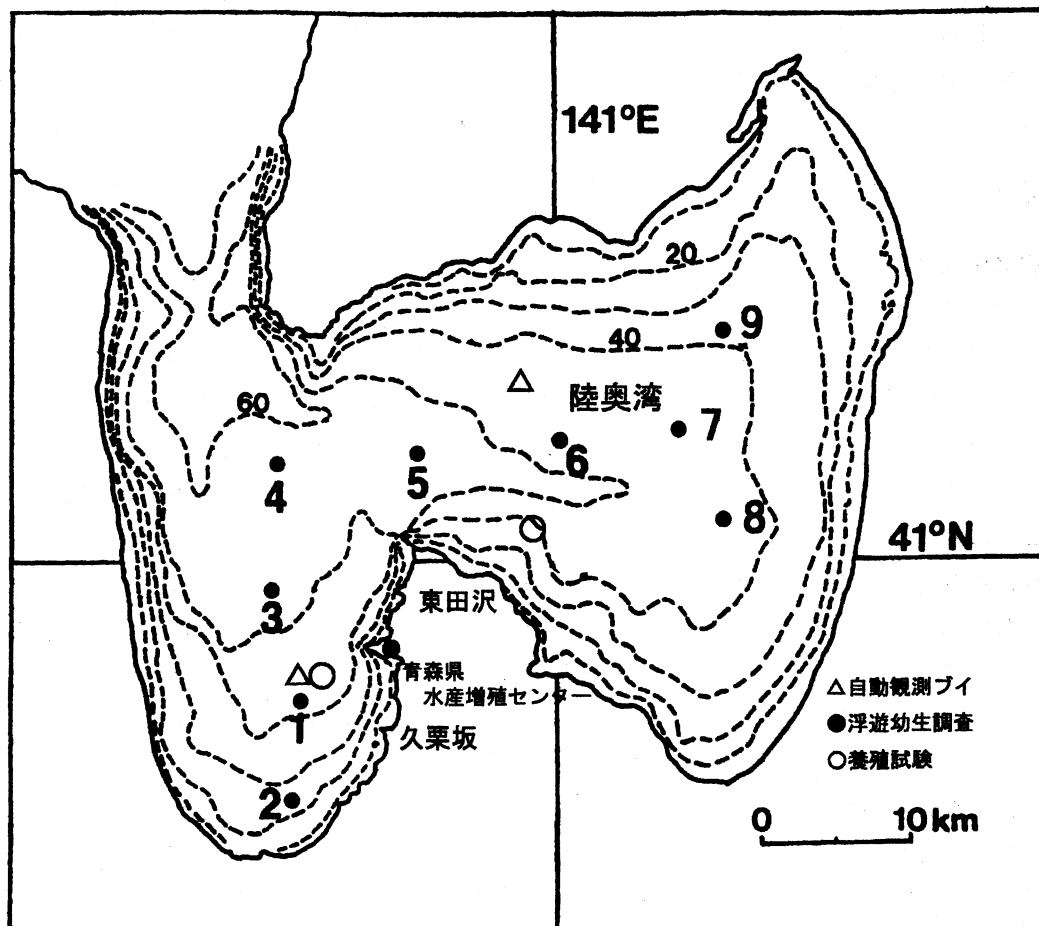 141°E
20
9
40
陸奥湾
60
7
6
5
4
8
41°N
3
東田沢
青森県
水産増殖センター
1
久栗坂
2
△自動観測ブイ
●浮遊幼生調査
○養殖試験
0 10km